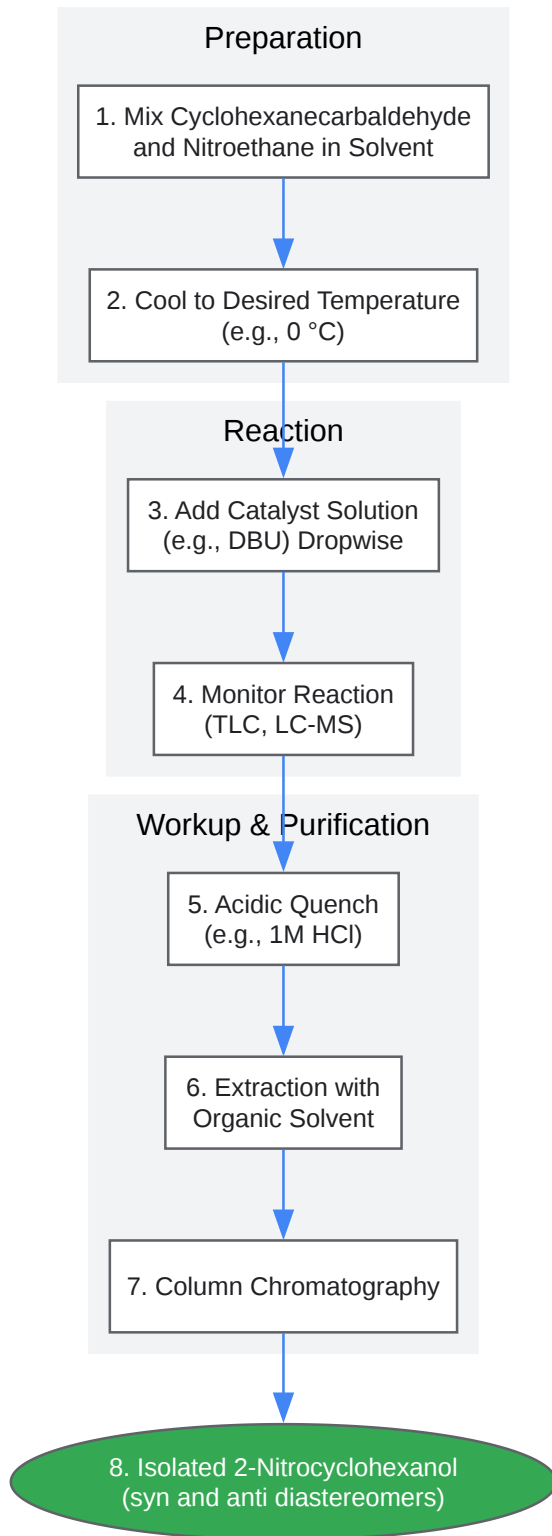 Preparation
1. Mix Cyclohexanecarbaldehyde
and Nitroethane in Solvent
2. Cool to Desired Temperature
(e.g., 0 °C)
Reaction
3. Add Catalyst Solution
(e.g., DBU) Dropwise
4. Monitor Reaction
(TLC, LC-MS)
Workup & Purification
5. Acidic Quench
(e.g., 1M HCl)
6. Extraction with
Organic Solvent
7. Column Chromatography
8. Isolated 2-Nitrocyclohexanol
(syn and anti diastereomers)